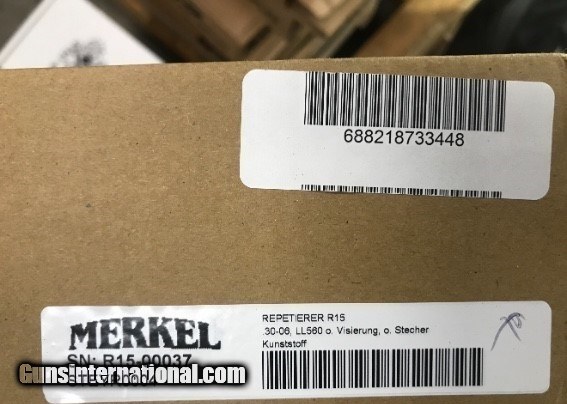 688218733448
MERKEL
SN: R15-00037
REPETIERER R15
.30-06, LL560 o. Visierung, o. Stecher
Kunststoff
Gunsinternational.com